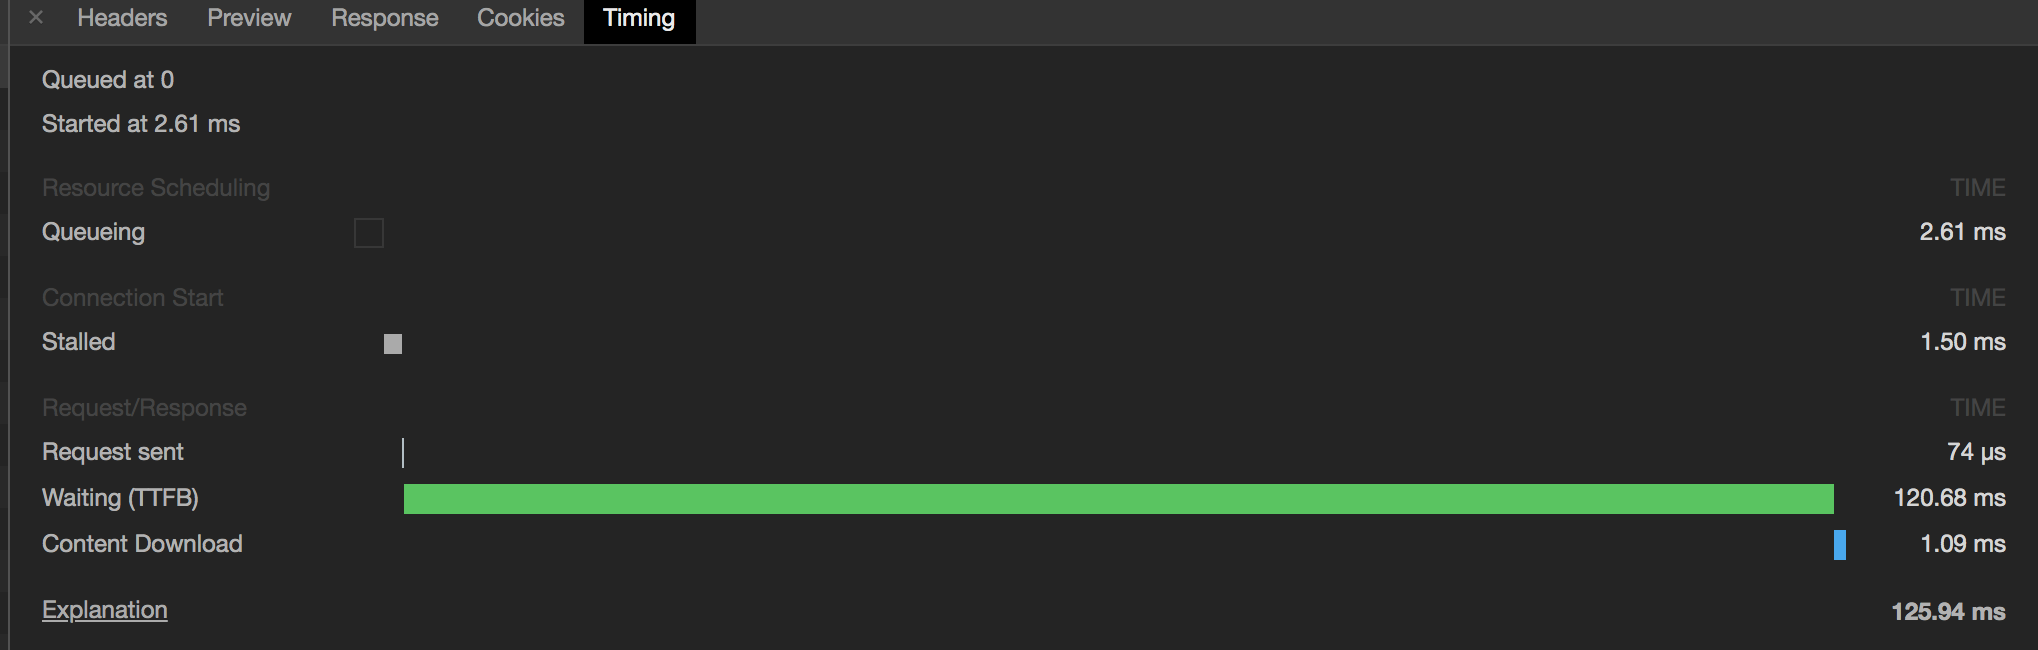 × Headers Preview Response Cookies Timing
Queued at 0
Started at 2.61 ms
Resource Scheduling TIME
Queueing 2.61 ms
Connection Start TIME
Stalled 1.50 ms
Request/Response TIME
Request sent 74 µs
Waiting (TTFB) 120.68 ms
Content Download 1.09 ms
Explanation 125.94 ms